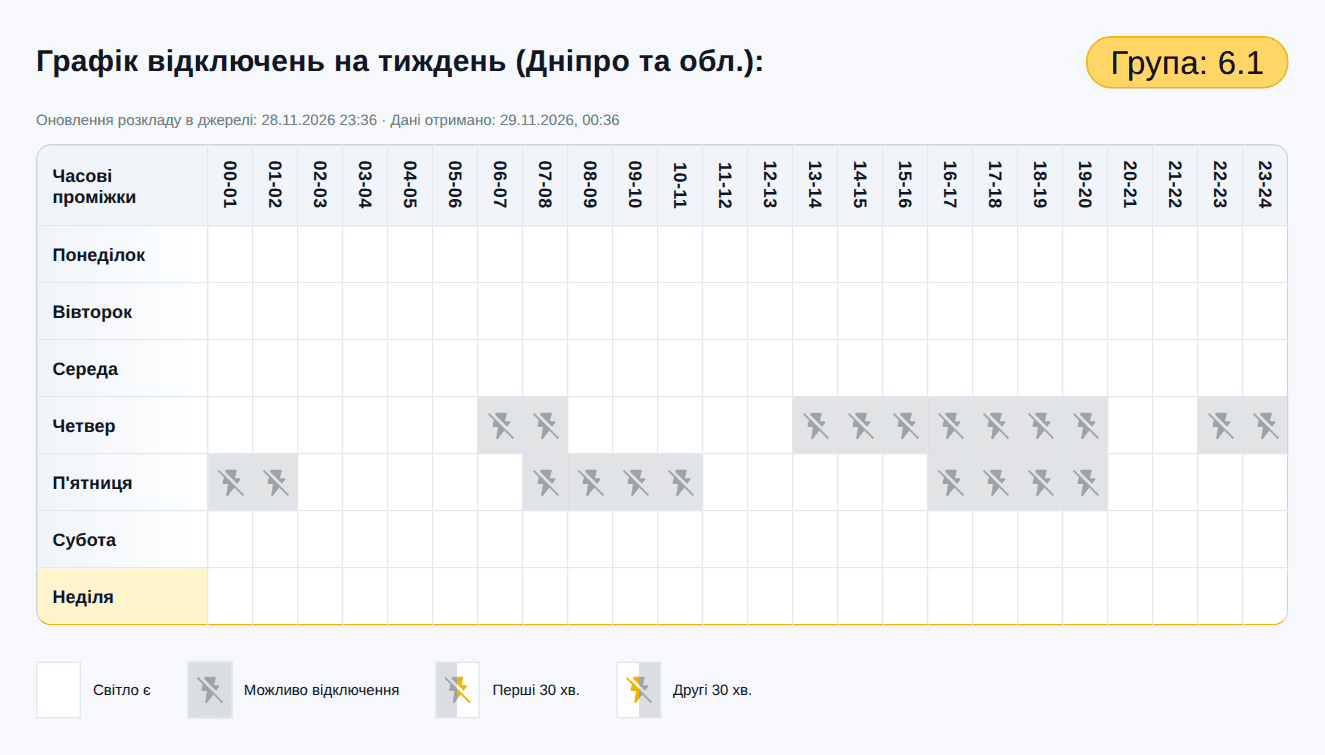 Графік відключень на тиждень (Дніпро та обл.):
Група: 6.1
Оновлення розкладу в джерелі: 28.11.2026 23:36 · Дані отримано: 29.11.2026, 00:36
Часові
проміжки
00-01
01-02
02-03
03-04
04-05
05-06
06-07
07-08
08-09
09-10
10-11
11-12
12-13
13-14
14-15
15-16
16-17
17-18
18-19
19-20
20-21
21-22
22-23
23-24
Понеділок
Вівторок
Середа
Четвер
П'ятниця
Субота
Неділя
Світло є
Можливо відключення
Перші 30 хв.
Другі 30 хв.